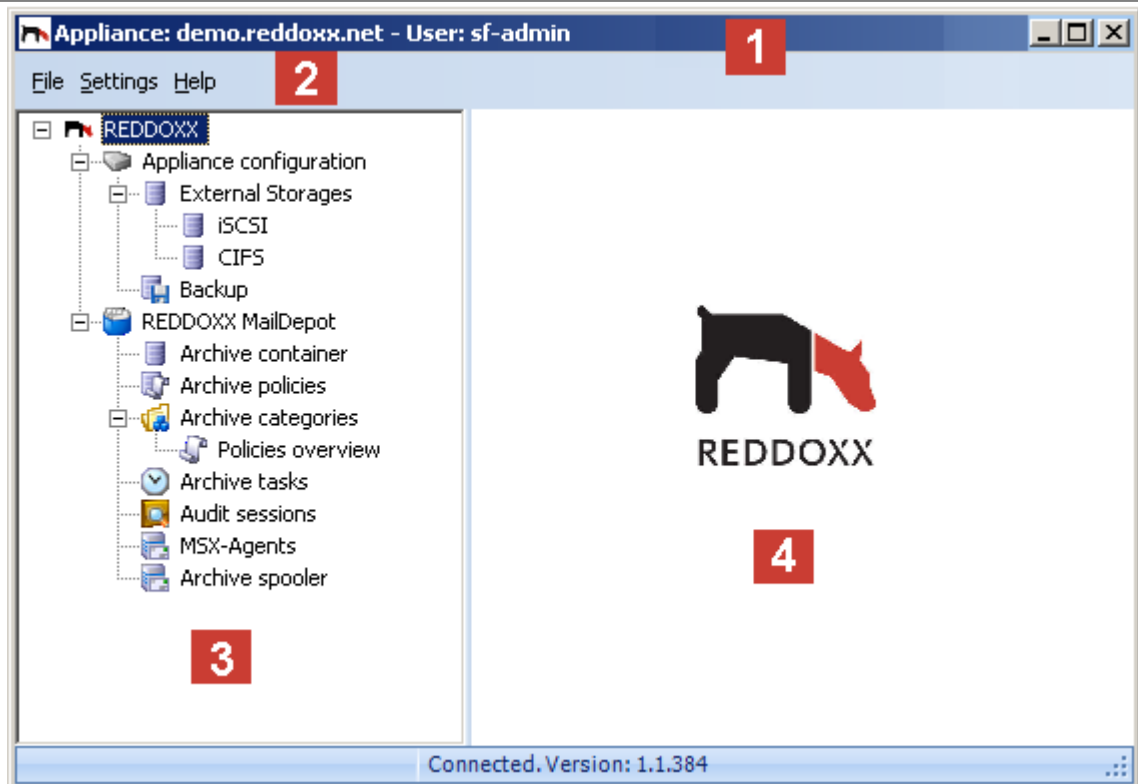 Appliance: demo.reddoxx.net - User: sf-admin
1
2
File Settings Help
REDDOXX
Appliance configuration
External Storages
iSCSI
CIFS
Backup
REDDOXX MailDepot
Archive container
Archive policies
Archive categories
Policies overview
Archive tasks
Audit sessions
MSX-Agents
Archive spooler
3
REDDOXX
4
Connected. Version: 1.1.384